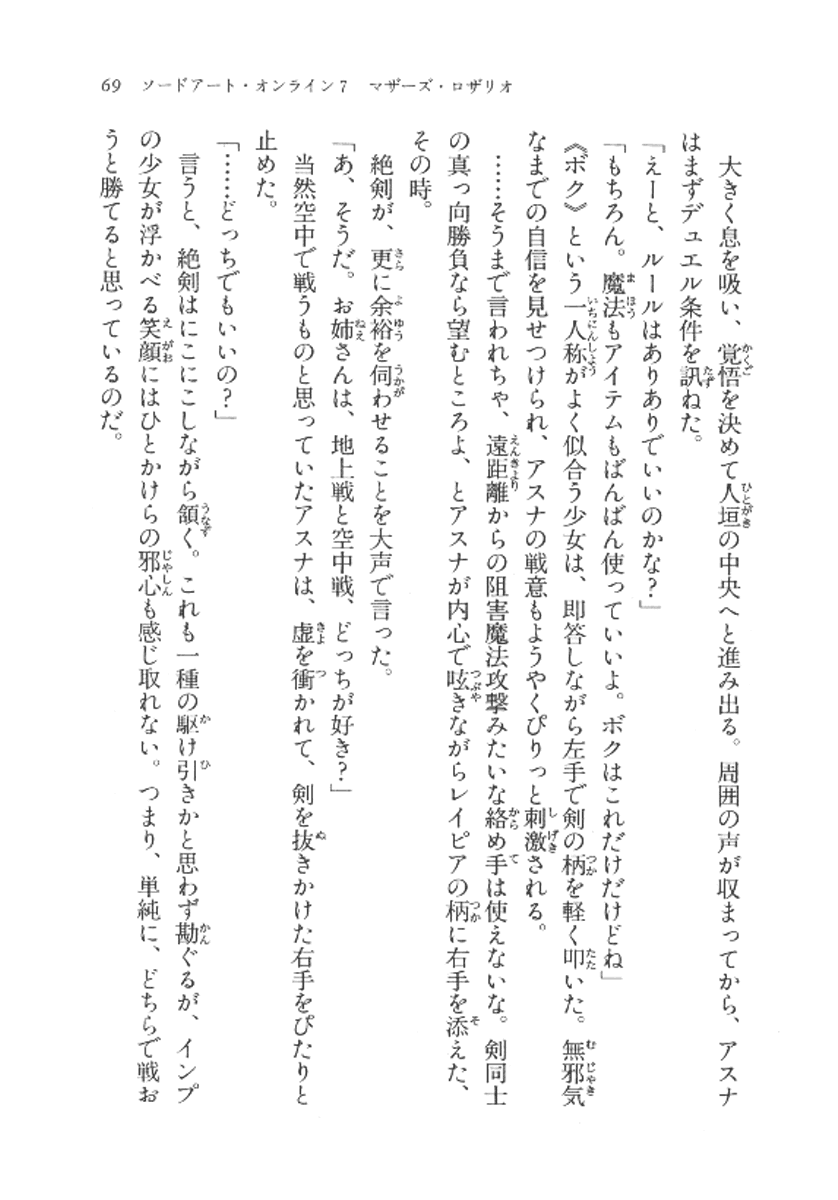 69 ソードアート・オンライン7 マザーズ・ロザリオ
大きく息を吸い、覚悟を決めて人垣の中央へと進み出る。周囲の声が収まってから、アスナ
はまずデュエル条件を訊ねた。
「えーと、ルールはありありでいいのかな？」
「もちろん。魔法もアイテムもばんばん使っていいよ。ボクはこれだけだけどね」
《ボク》という一人称がよく似合う少女は、即答しながら左手で剣の柄を軽く叩いた。無邪気
なまでの自信を見せつけられ、アスナの戦意もようやくぴりっと刺激される。
……そうまで言われちゃ、遠距離からの阻害魔法攻撃みたいな絡め手は使えないな。剣同士
の真っ向勝負なら望むところよ、とアスナが内心で呟きながらレイピアの柄に右手を添えた、
その時。
絶剣が、更に余裕を伺わせることを大声で言った。
「あ、そうだ。お姉さんは、地上戦と空中戦、どっちが好き？」
当然空中で戦うものと思っていたアスナは、虚を衝かれて、剣を抜きかけた右手をぴたりと
止めた。
「……どっちでもいいの？」
言うと、絶剣はにこにこしながら頷く。これも一種の駆け引きかと思わず勘ぐるが、インプ
の少女が浮かべる笑顔にはひとかけらの邪心も感じ取れない。つまり、単純に、どちらで戦お
うと勝てると思っているのだ。